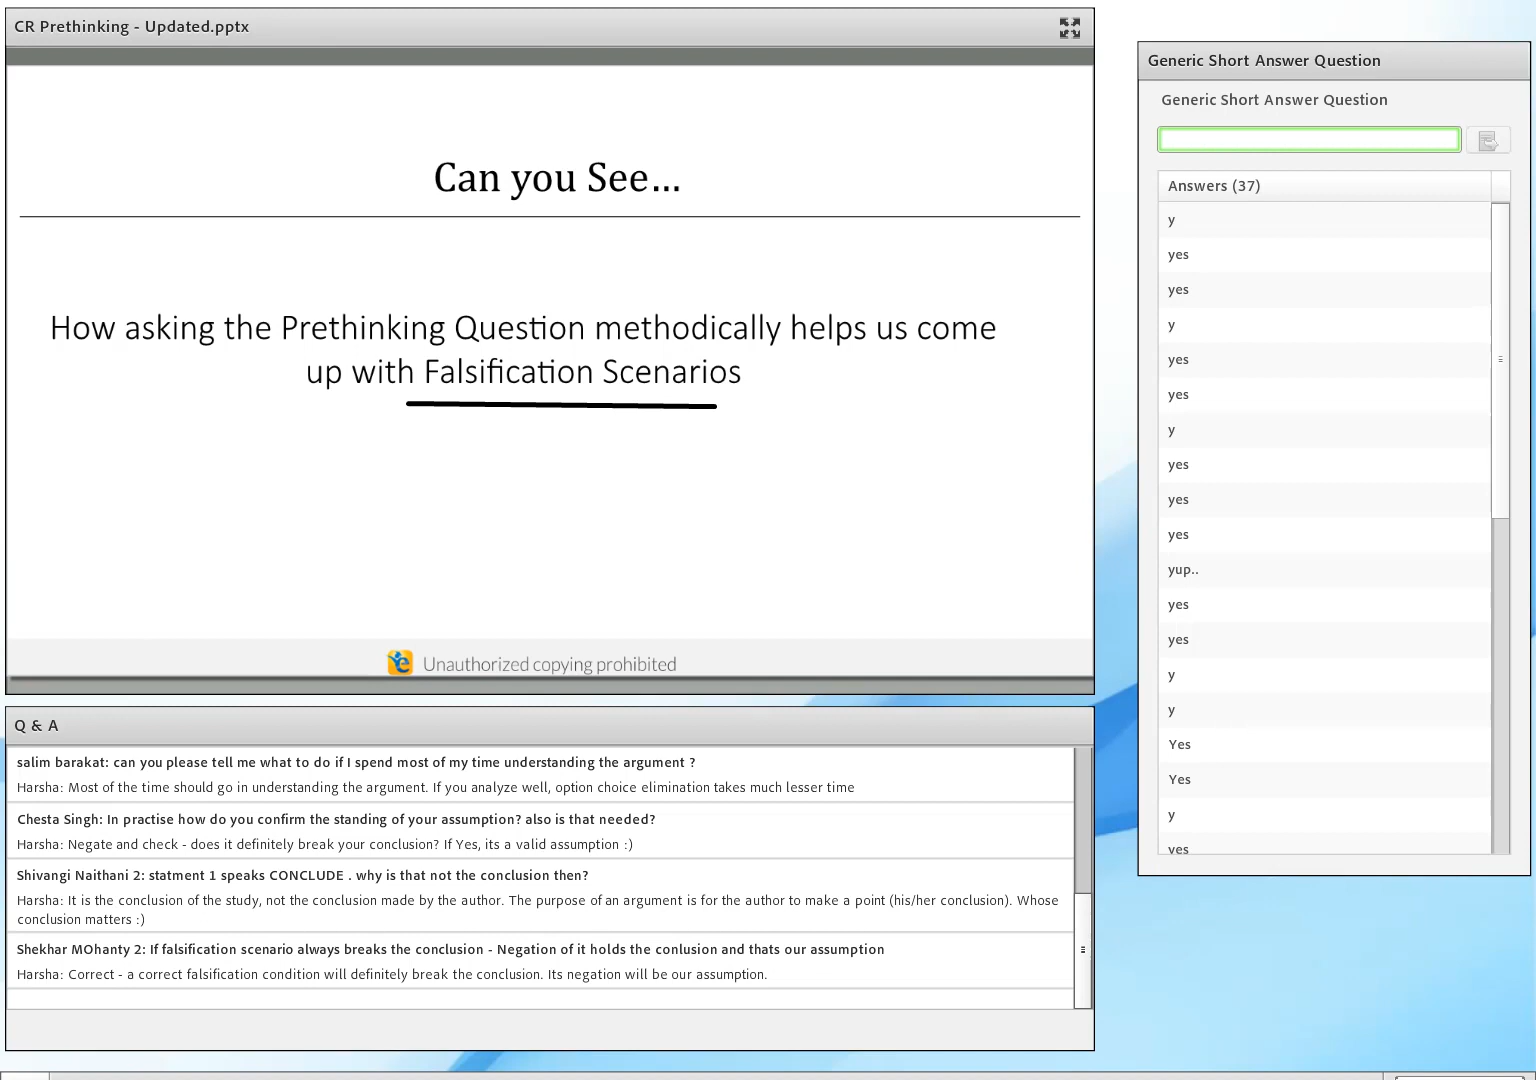 CR Prethinking - Updated.pptx
Can you See...
How asking the Prethinking Question methodically helps us come
up with Falsification Scenarios
Unauthorized copying prohibited
Q & A
salim barakat: can you please tell me what to do if I spend most of my time understanding the argument ?
Harsha: Most of the time should go in understanding the argument. If you analyze well, option choice elimination takes much lesser time
Chesta Singh: In practise how do you confirm the standing of your assumption? also is that needed?
Harsha: Negate and check - does it definitely break your conclusion? If Yes, its a valid assumption :)
Shivangi Naithani 2: statment 1 speaks CONCLUDE . why is that not the conclusion then?
Harsha: It is the conclusion of the study, not the conclusion made by the author. The purpose of an argument is for the author to make a point (his/her conclusion). Whose
conclusion matters :)
Shekhar MOhanty 2: If falsification scenario always breaks the conclusion - Negation of it holds the conlusion and thats our assumption
Harsha: Correct - a correct falsification condition will definitely break the conclusion. Its negation will be our assumption.
Generic Short Answer Question
Generic Short Answer Question
Answers (37)
y
yes
yes
y
yes
yes
y
yes
yes
yes
yup..
yes
yes
y
y
Yes
Yes
y
yes